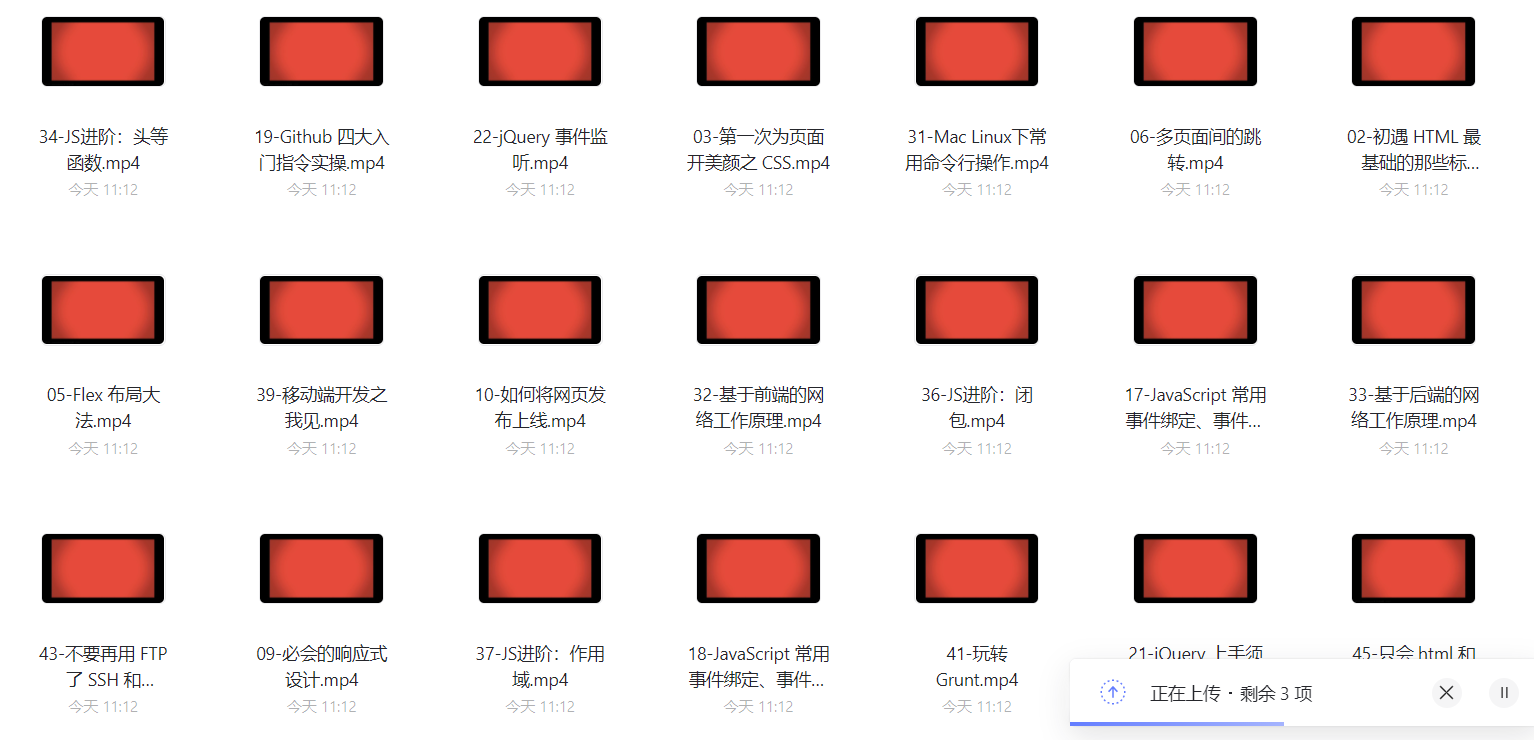 34-JS进阶：头等
函数.mp4
今天 11:12
19-Github 四大入
门指令实操.mp4
今天 11:12
22-jQuery 事件监
听.mp4
今天 11:12
03-第一次为页面
开美颜之 CSS.mp4
今天 11:12
31-Mac Linux下常
用命令行操作.mp4
今天 11:12
06-多页面间的跳
转.mp4
今天 11:12
02-初遇 HTML 最
基础的那些标...
今天 11:12
05-Flex 布局大
法.mp4
今天 11:12
39-移动端开发之
我见.mp4
今天 11:12
10-如何将网页发
布上线.mp4
今天 11:12
32-基于前端的网
络工作原理.mp4
今天 11:12
36-JS进阶：闭
包.mp4
今天 11:12
17-JavaScript 常用
事件绑定、事件...
今天 11:12
33-基于后端的网
络工作原理.mp4
今天 11:12
43-不要再用 FTP
了 SSH 和...
今天 11:12
09-必会的响应式
设计.mp4
今天 11:12
37-JS进阶：作用
域.mp4
今天 11:12
18-JavaScript 常用
事件绑定、事件...
今天 11:12
41-玩转
Grunt.mp4
今天 11:12
21-jQuery 上手须
45-只会 html 和
正在上传・剩余 3 项